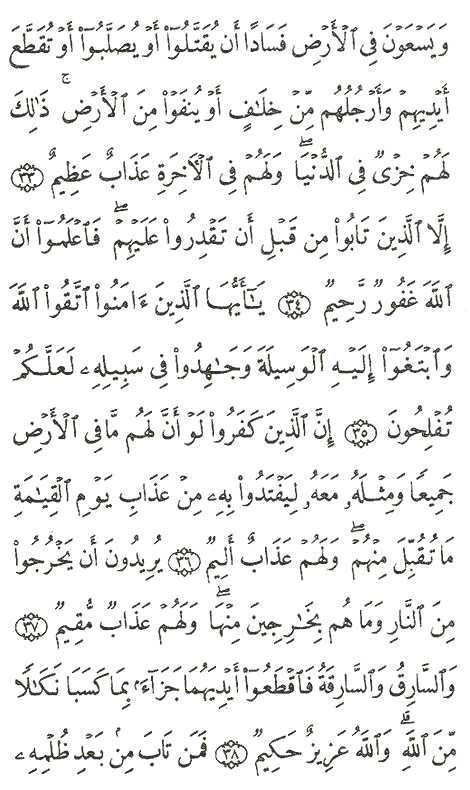 وَيَسۡعَوۡنَ فِي ٱلۡأَرۡضِ فَسَادًا أَن يُقَتَّلُوٓاْ أَوۡ يُصَلَّبُوٓاْ أَوۡ تُقَطَّعَ
أَيۡدِيهِمۡ وَأَرۡجُلُهُم مِّنۡ خِلَٰفٍ أَوۡ يُنفَوۡاْ مِنَ ٱلۡأَرۡضِۚ ذَٰلِكَ
لَهُمۡ خِزۡيٞ فِي ٱلدُّنۡيَاۖ وَلَهُمۡ فِي ٱلۡأٓخِرَةِ عَذَابٌ عَظِيمٌ ٣٣
إِلَّا ٱلَّذِينَ تَابُواْ مِن قَبۡلِ أَن تَقۡدِرُواْ عَلَيۡهِمۡۖ فَٱعۡلَمُوٓاْ أَنَّ
ٱللَّهَ غَفُورٞ رَّحِيمٞ ٣٤ يَٰٓأَيُّهَا ٱلَّذِينَ ءَامَنُواْ ٱتَّقُواْ ٱللَّهَ
وَٱبۡتَغُوٓاْ إِلَيۡهِ ٱلۡوَسِيلَةَ وَجَٰهِدُواْ فِي سَبِيلِهِۦ لَعَلَّكُمۡ
تُفۡلِحُونَ ٣٥ إِنَّ ٱلَّذِينَ كَفَرُواْ لَوۡ أَنَّ لَهُم مَّا فِي ٱلۡأَرۡضِ
جَمِيعٗا وَمِثۡلَهُۥ مَعَهُۥ لِيَفۡتَدُواْ بِهِۦ مِنۡ عَذَابِ يَوۡمِ ٱلۡقِيَٰمَةِ
مَا تُقُبِّلَ مِنۡهُمۡۖ وَلَهُمۡ عَذَابٌ أَلِيمٞ ٣٦ يُرِيدُونَ أَن يَخۡرُجُواْ
مِنَ ٱلنَّارِ وَمَا هُم بِخَٰرِجِينَ مِنۡهَاۖ وَلَهُمۡ عَذَابٞ مُّقِيمٞ ٣٧
وَٱلسَّارِقُ وَٱلسَّارِقَةُ فَٱقۡطَعُوٓاْ أَيۡدِيَهُمَا جَزَآءَۢ بِمَا كَسَبَا نَكَٰلٗا
مِّنَ ٱللَّهِۗ وَٱللَّهُ عَزِيزٌ حَكِيمٞ ٣٨ فَمَن تَابَ مِنۢ بَعۡدِ ظُلۡمِهِۦ